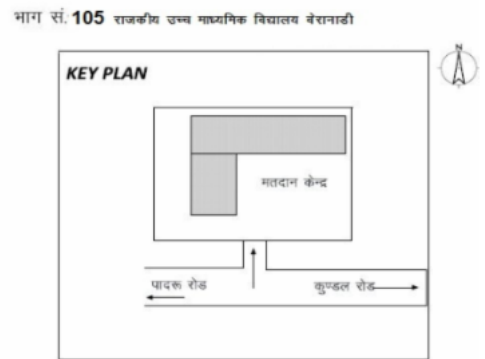 भाग सं. 105 राजकीय उच्च माध्यमिक विद्यालय बेरानाडी
N
KEY PLAN
मतदान केन्द्र
पादरू रोड
कुण्डल रोड